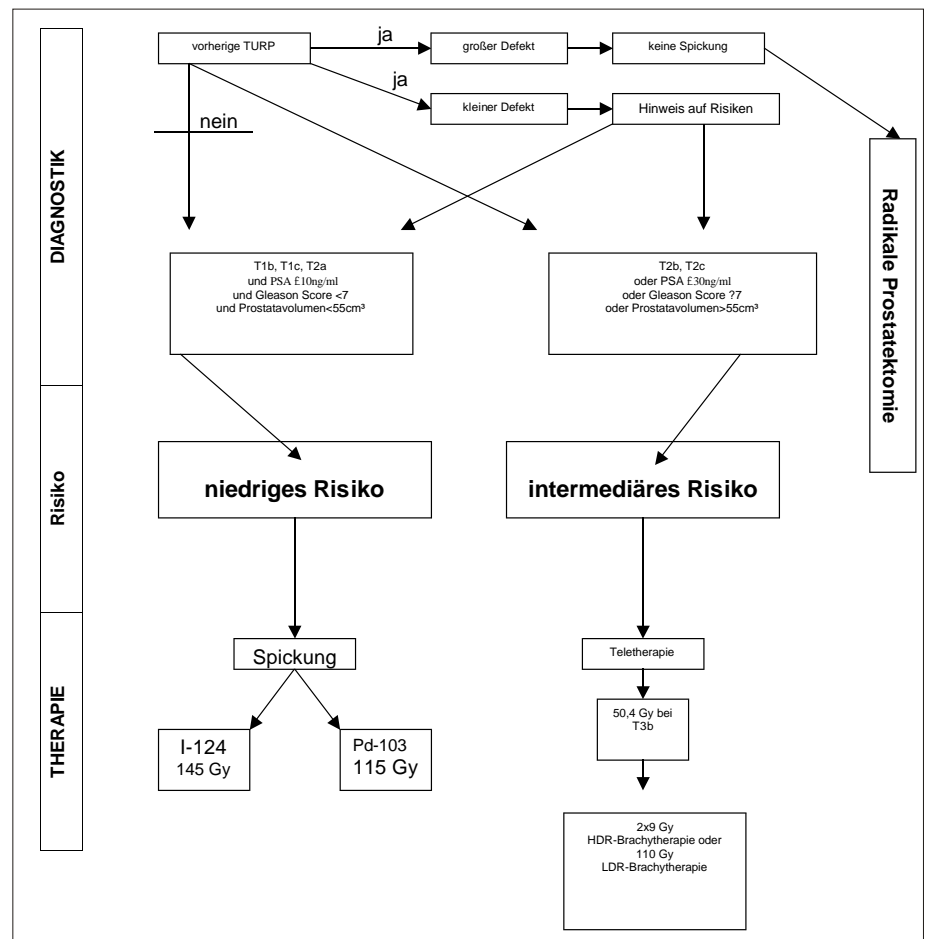 vorherige TURP
ja
großer Defekt
keine Spickung
ja
kleiner Defekt
Hinweis auf Risiken
nein
DIAGNOSTIK
Radikale Prostatektomie
T1b, T1c, T2a
und PSA £10ng/ml
und Gleason Score <7
und Prostatavolumen<55cm³
T2b, T2c
oder PSA £30ng/ml
oder Gleason Score ?7
oder Prostatavolumen>55cm³
Risiko
niedriges Risiko
intermediäres Risiko
THERAPIE
Spickung
Teletherapie
I-124
145 Gy
Pd-103
115 Gy
50,4 Gy bei
T3b
2x9 Gy
HDR-Brachytherapie oder
110 Gy
LDR-Brachytherapie